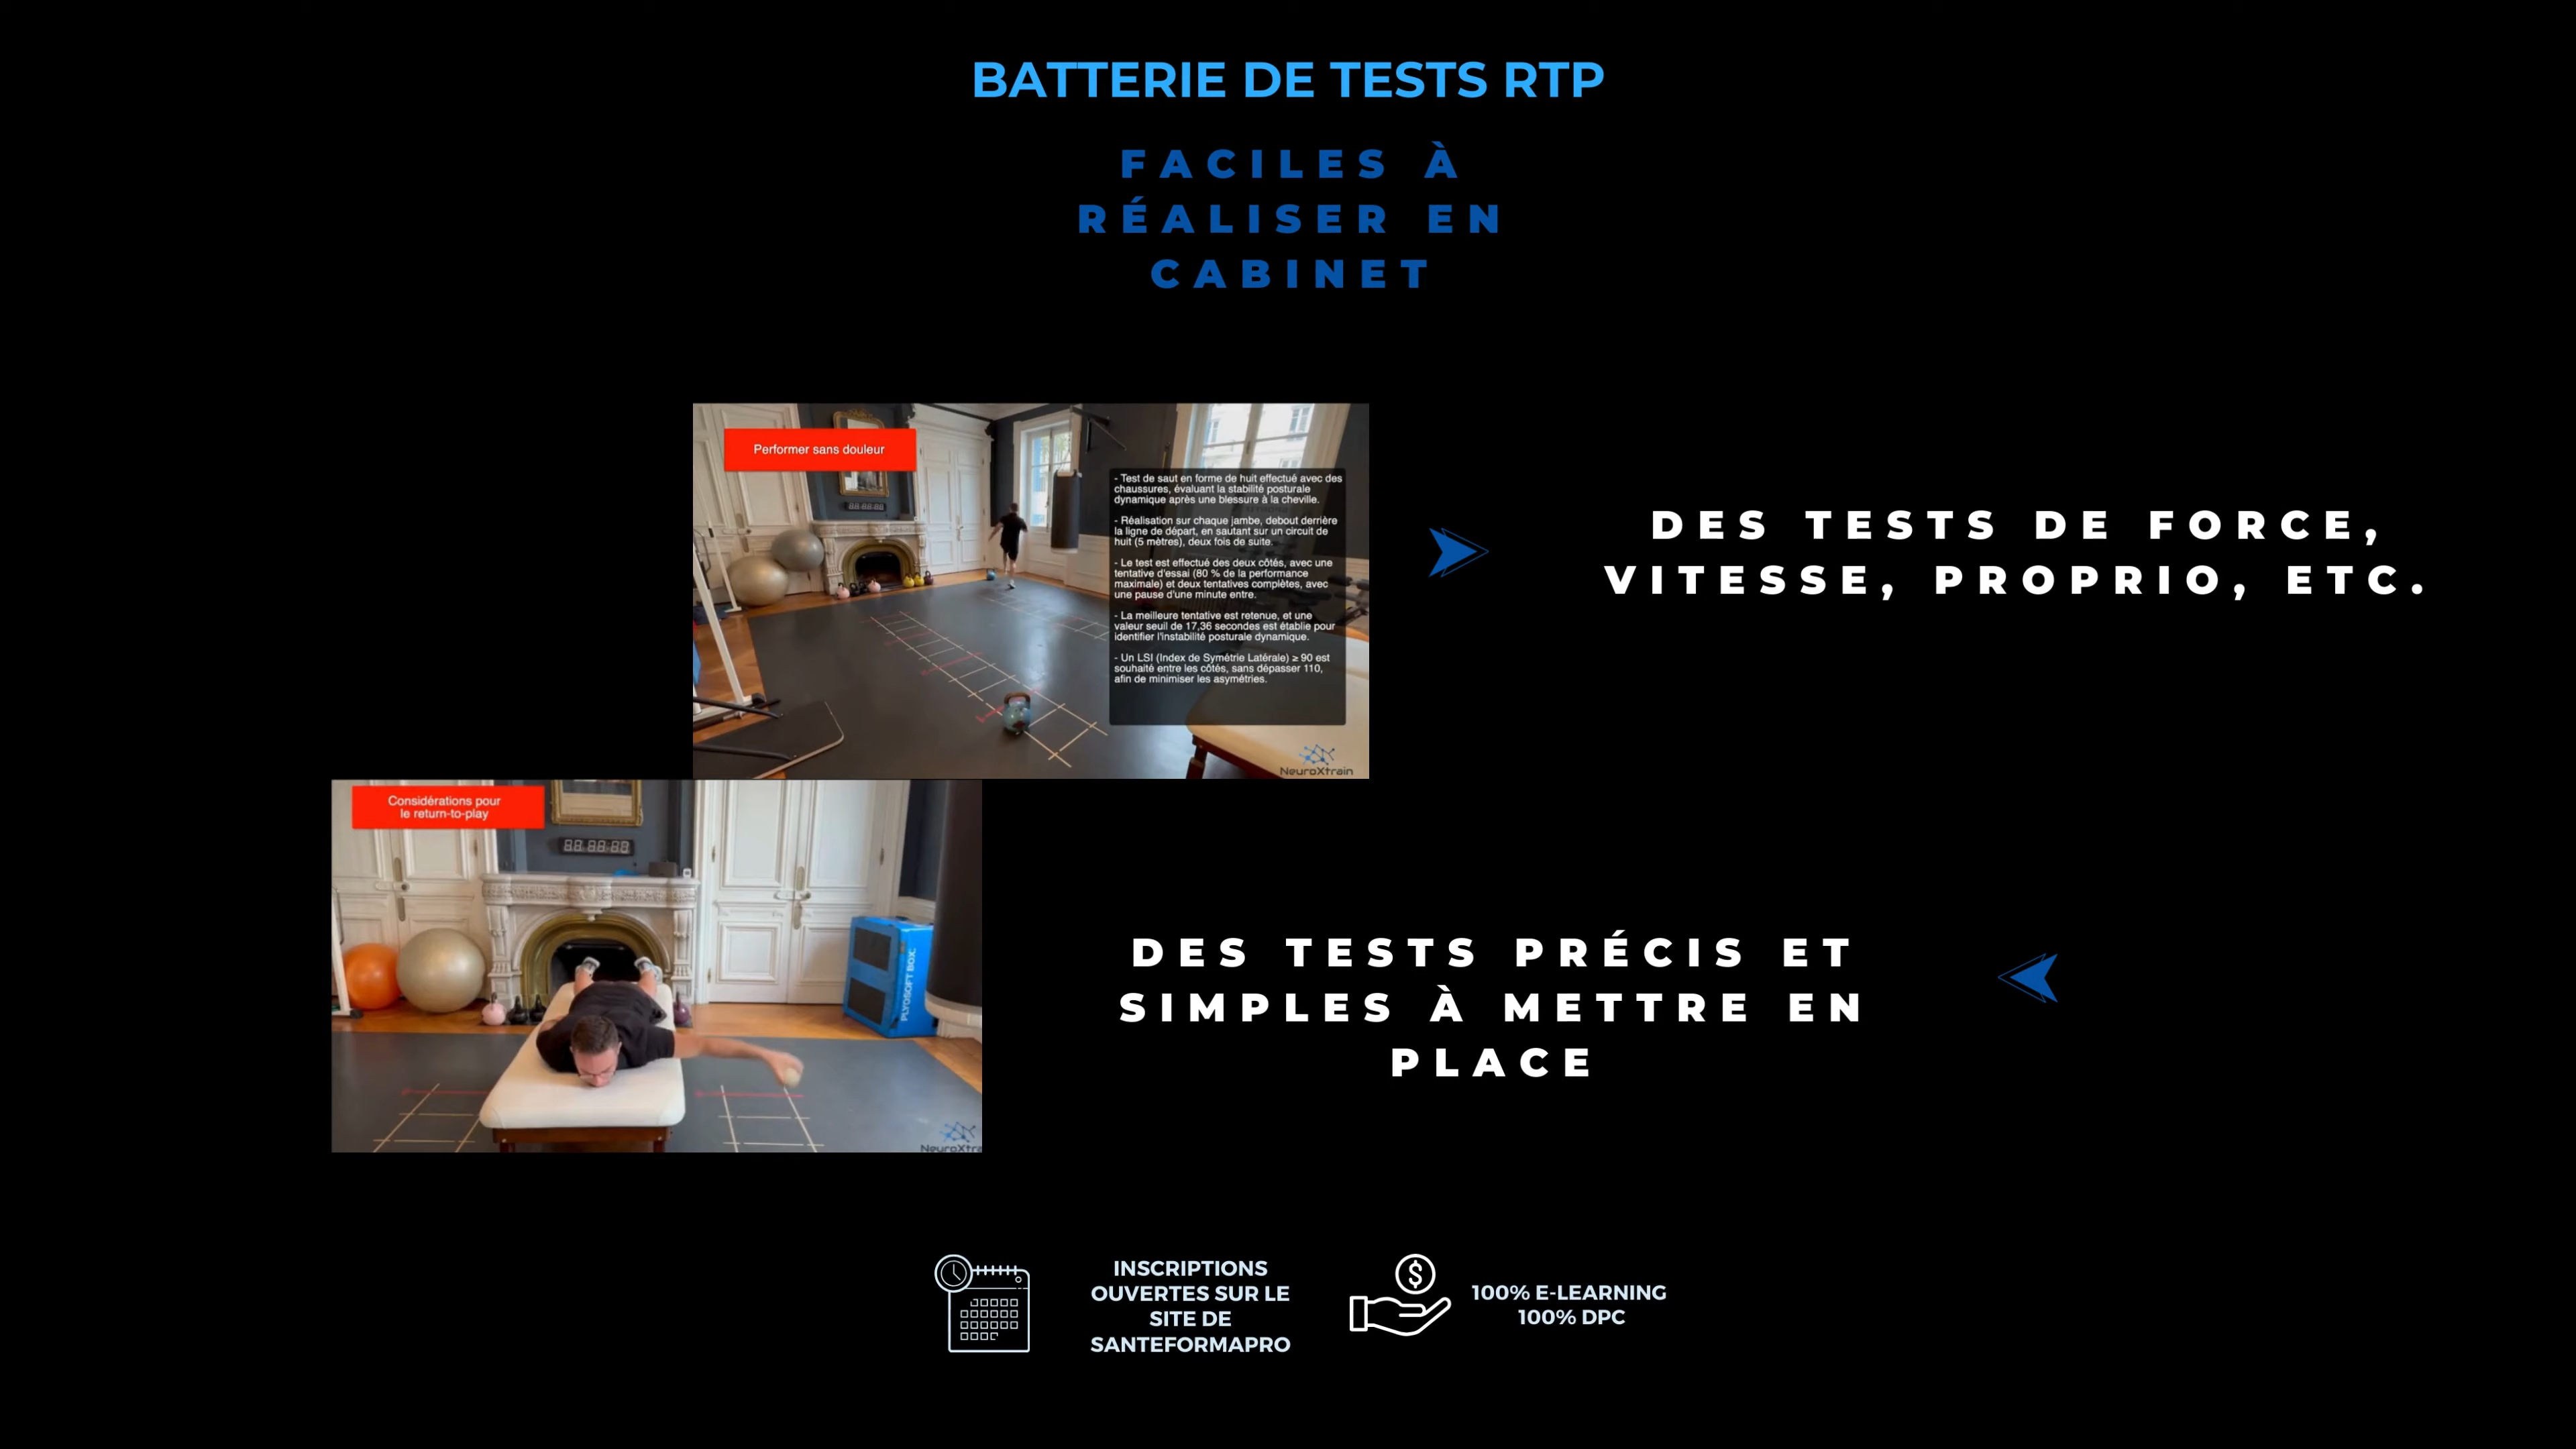 BATTERIE DE TESTS RTP
FACILES À
RÉALISER EN
CABINET
Performer sans douleur
- Test de saut en forme de huit effectué avec des
chaussures, évaluant la stabilité posturale
dynamique après une blessure à la cheville.
- Réalisation sur chaque jambe, debout derrière
la ligne de départ, en sautant sur un circuit de
huit (5 mètres), deux fois de suite.
- Le test est effectué des deux côtés, avec une
tentative d'essai (80 % de la performance
maximale) et deux tentatives complètes, avec
une pause d'une minute entre.
- La meilleure tentative est retenue, et une
valeur seuil de 17,36 secondes est établie pour
identifier l'instabilité posturale dynamique.
- Un LSI (Index de Symétrie Latérale) ≥ 90 est
souhaité entre les côtés, sans dépasser 110,
afin de minimiser les asymétries.
NeuroXtrain
DES TESTS DE FORCE,
VITESSE, PROPRIO, ETC.
Considérations pour
le return-to-play
88:88:88
PLYOSOFT BOX
NeuroXtra
DES TESTS PRÉCIS ET
SIMPLES À METTRE EN
PLACE
INSCRIPTIONS
OUVERTES SUR LE
SITE DE
SANTEFORMAPRO
$
100% E-LEARNING
100% DPC